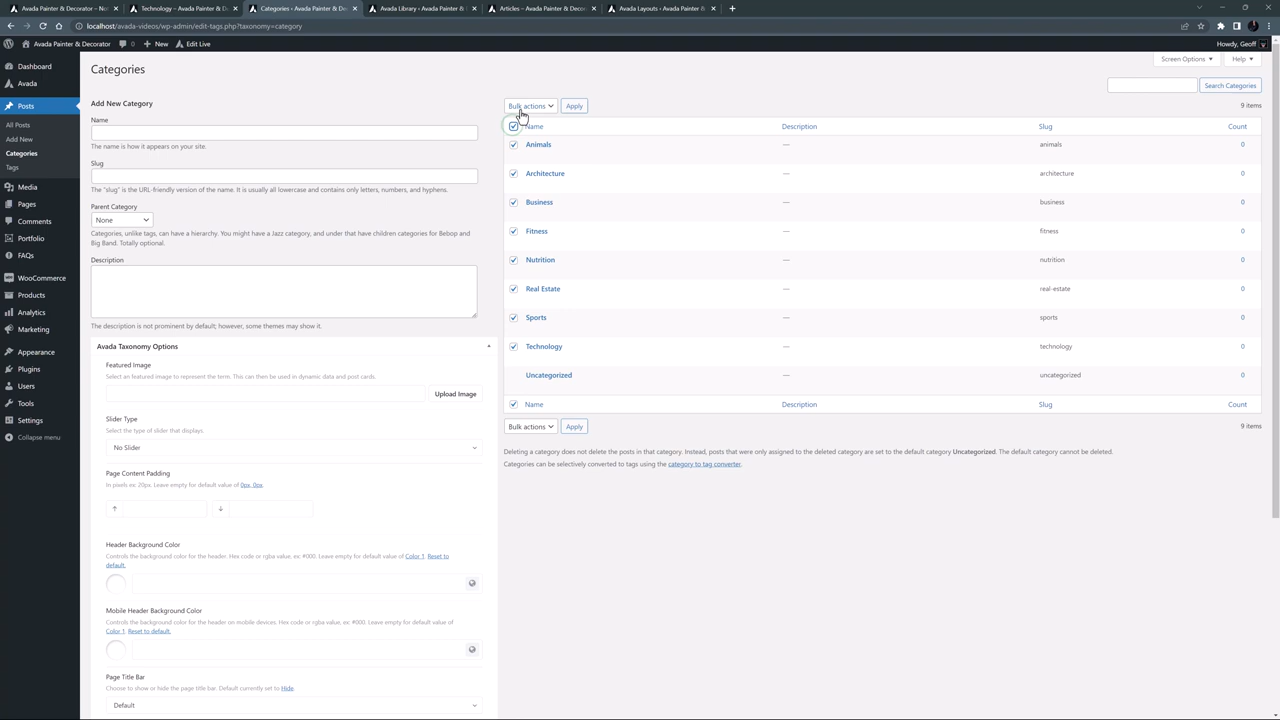 Avada Painter & Decorator – Not
Technology – Avada Painter & De
Categories ‹ Avada Painter & De
Avada Library ‹ Avada Painter &
Articles – Avada Painter & Decor
Avada Layouts ‹ Avada Painter &
localhost/avada-videos/wp-admin/edit-tags.php?taxonomy=category
Avada Painter & Decorator
0
+ New
Edit Live
Howdy, Geoff
Screen Options
Help
Dashboard
Avada
Posts
All Posts
Add New
Categories
Tags
Media
Pages
Comments
Portfolio
FAQs
WooCommerce
Products
Analytics
Marketing
Appearance
Plugins
Users
Tools
Settings
Collapse menu
Categories
Add New Category
Name
The name is how it appears on your site.
Slug
The "slug" is the URL-friendly version of the name. It is usually all lowercase and contains only letters, numbers, and hyphens.
Parent Category
None
Categories, unlike tags, can have a hierarchy. You might have a Jazz category, and under that have children categories for Bebop and
Big Band. Totally optional.
Description
The description is not prominent by default; however, some themes may show it.
Avada Taxonomy Options
Featured Image
Select an featured image to represent the term. This can then be used in dynamic data and post cards.
Upload Image
Slider Type
Select the type of slider that displays.
No Slider
Page Content Padding
In pixels ex: 20px. Leave empty for default value of 0px, 0px.
Header Background Color
Controls the background color for the header. Hex code or rgba value, ex: #000. Leave empty for default value of Color 1. Reset to
default.
Mobile Header Background Color
Controls the background color for the header on mobile devices. Hex code or rgba value, ex: #000. Leave empty for default value of
Color 1. Reset to default.
Page Title Bar
Choose to show or hide the page title bar. Default currently set to Hide.
Default
Search Categories
Bulk actions
Apply
9 items
Name Description Slug Count
Animals — animals 0
Architecture — architecture 0
Business — business 0
Fitness — fitness 0
Nutrition — nutrition 0
Real Estate — real-estate 0
Sports — sports 0
Technology — technology 0
Uncategorized — uncategorized 0
Name Description Slug Count
Bulk actions
Apply
9 items
Deleting a category does not delete the posts in that category. Instead, posts that were only assigned to the deleted category are set to the default category Uncategorized. The default category cannot be deleted.
Categories can be selectively converted to tags using the category to tag converter.